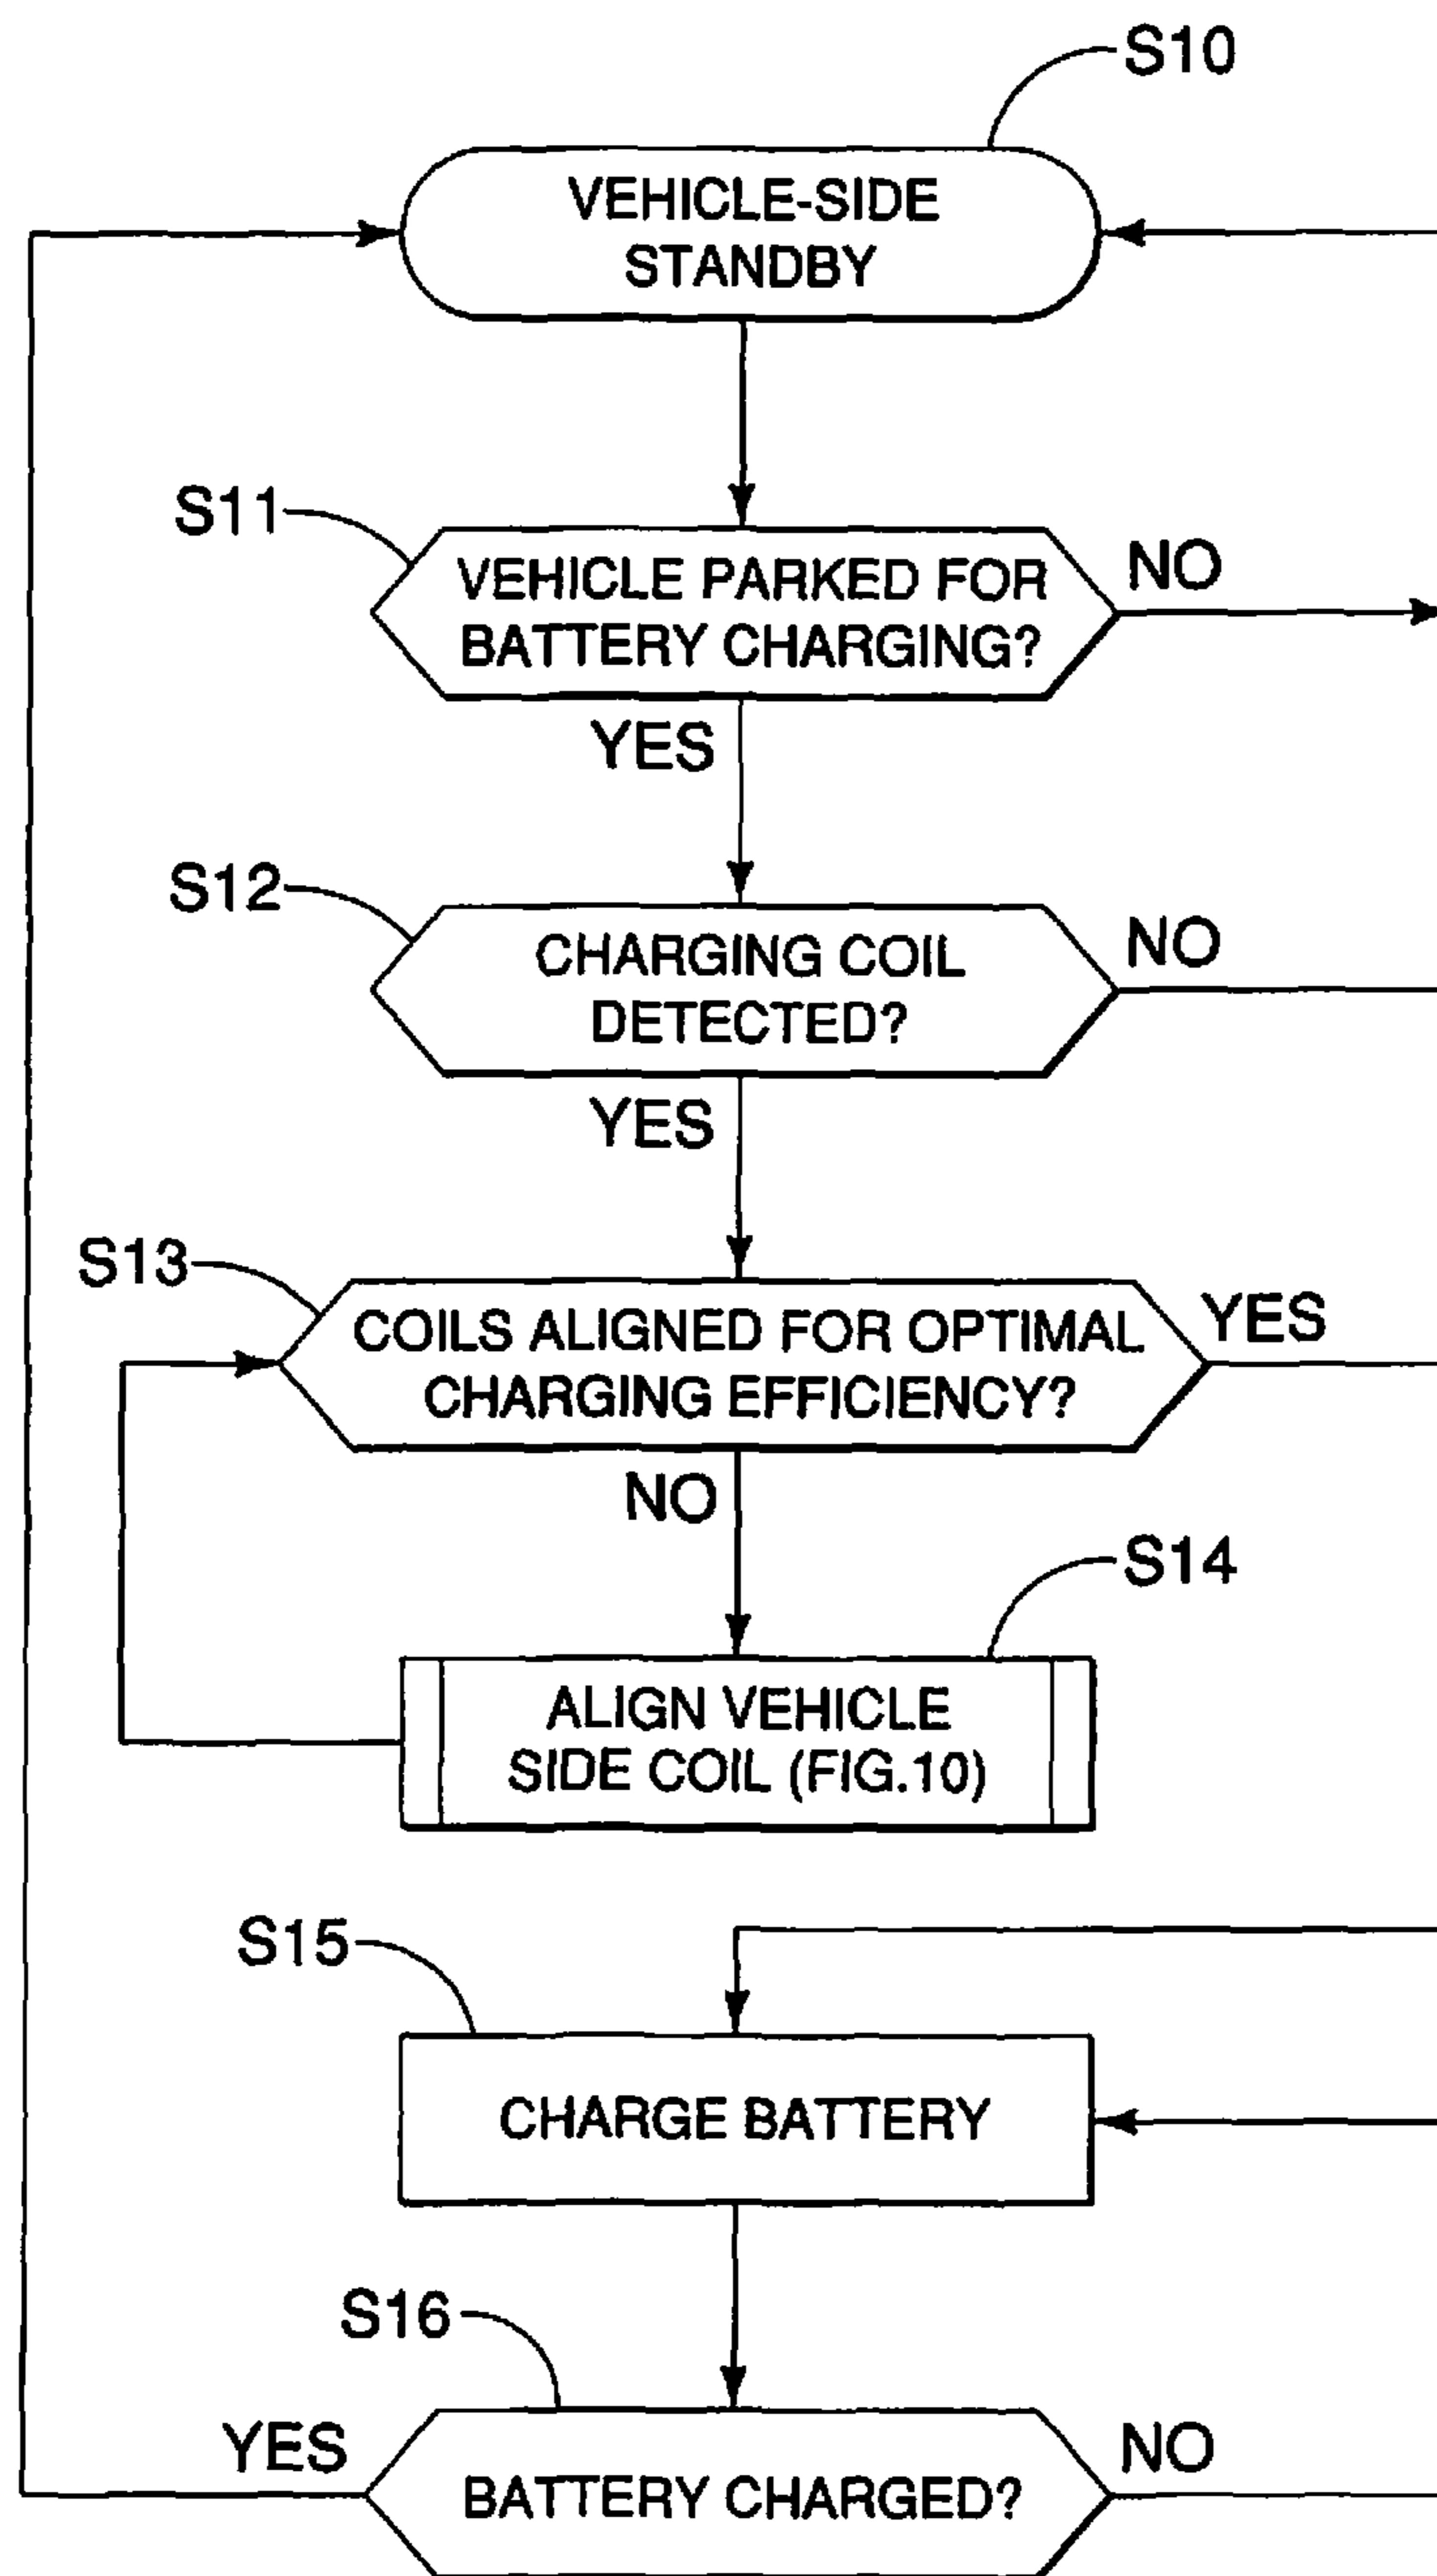 S10
VEHICLE-SIDE
STANDBY
S11
VEHICLE PARKED FOR
BATTERY CHARGING?
NO
YES
S12
CHARGING COIL
DETECTED?
NO
YES
S13
COILS ALIGNED FOR OPTIMAL
CHARGING EFFICIENCY?
YES
NO
S14
ALIGN VEHICLE
SIDE COIL (FIG.10)
S15
CHARGE BATTERY
S16
YES
BATTERY CHARGED?
NO